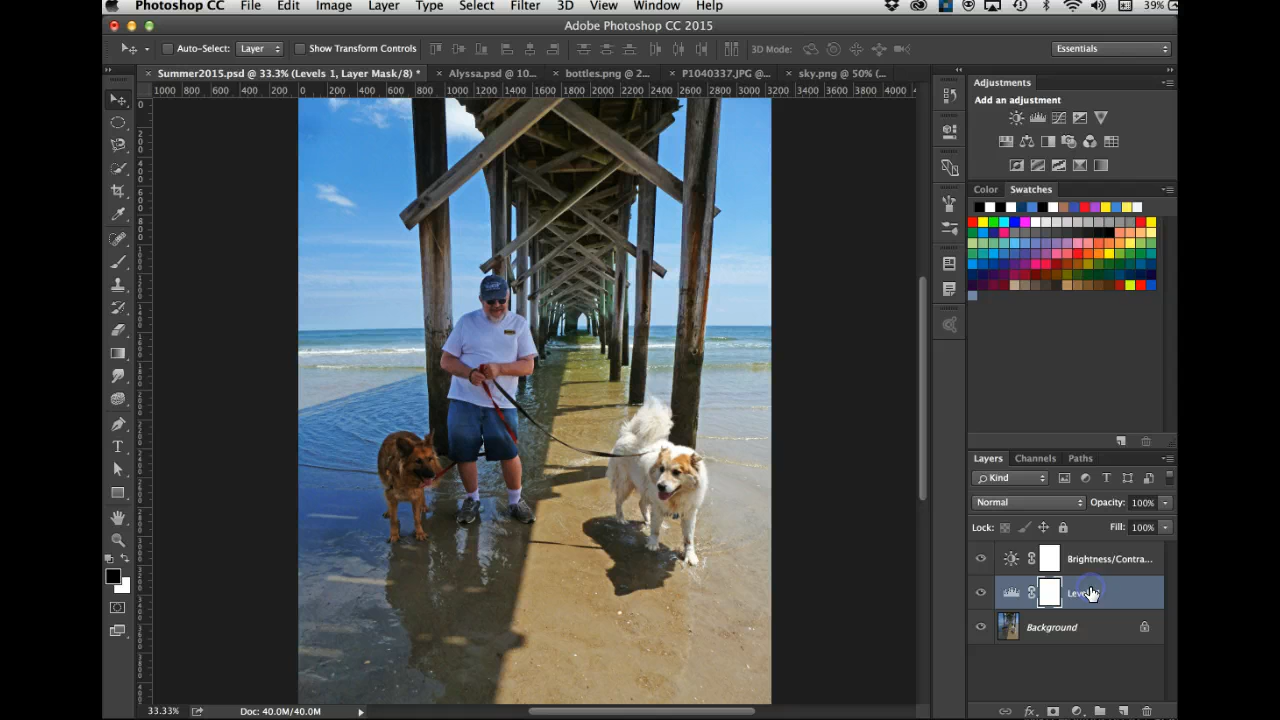 Photoshop CC File Edit Image Layer Type Select Filter 3D View Window Help 39%
Adobe Photoshop CC 2015
Auto-Select: Layer Show Transform Controls 3D Mode: Essentials
Summer2015.psd @ 33.3% (Levels 1, Layer Mask/8) * Alyssa.psd @ 10... bottles.png @ 2... P1040337.JPG @... sky.png @ 50% (...
1000 800 600 400 200 0 200 400 600 800 1000 1200 1400 1600 1800 2000 2200 2400 2600 2800 3000 3200 3400 3600 3800 4000
Adjustments
Add an adjustment
Color Swatches
Layers Channels Paths
Kind
Normal Opacity: 100%
Lock: Fill: 100%
Brightness/Contra...
Background
33.33% Doc: 40.0M/40.0M